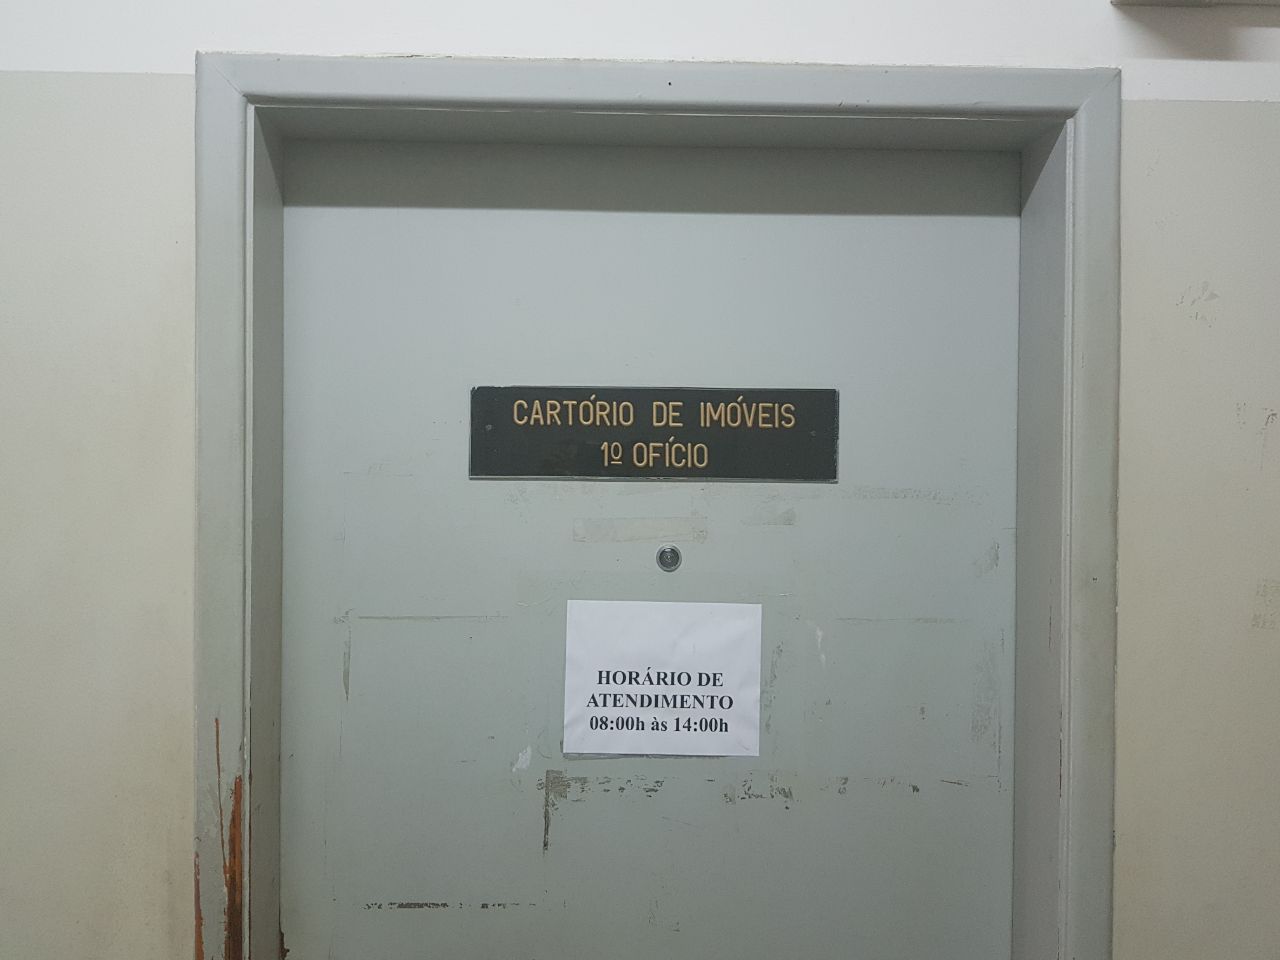 CARTÓRIO DE IMÓVEIS
1º OFÍCIO
HORÁRIO DE
ATENDIMENTO
08:00h às 14:00h